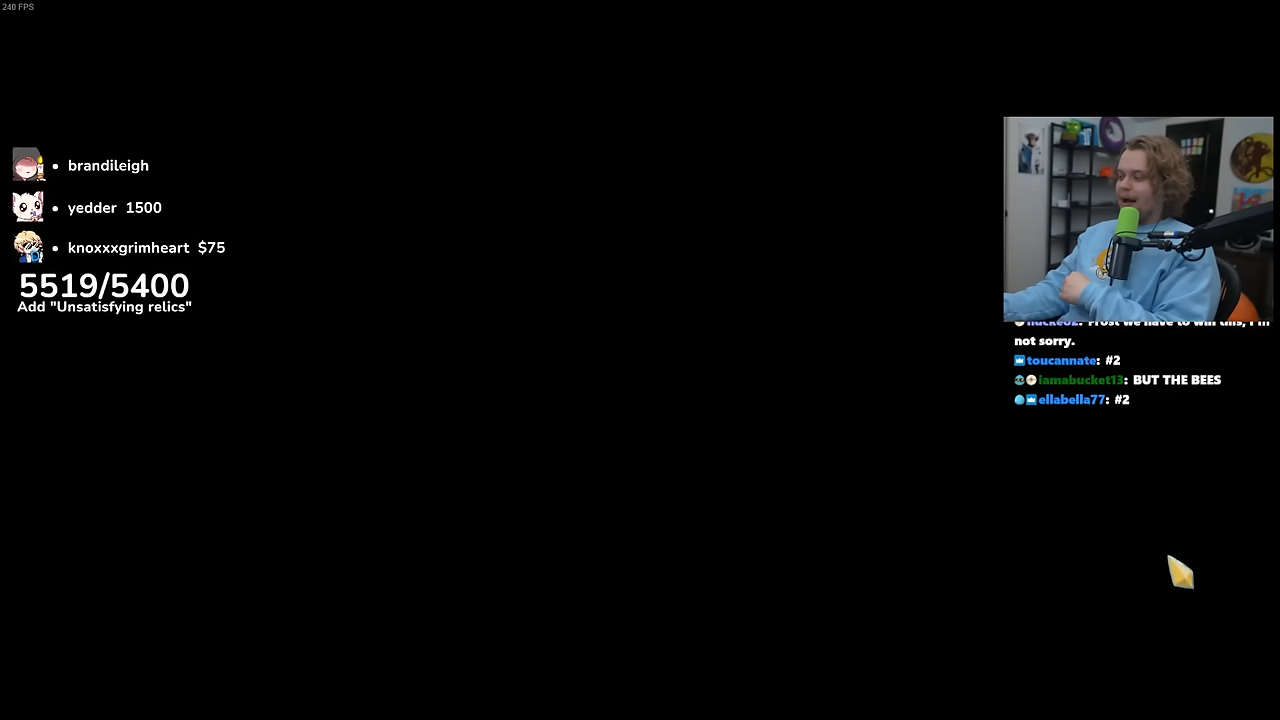 240 FPS
• brandileigh
• yedder 1500
• knoxxxgrimheart $75
5519/5400
Add "Unsatisfying relics"
not sorry.
toucannate: #2
iamabucket13: BUT THE BEES
ellabella77: #2